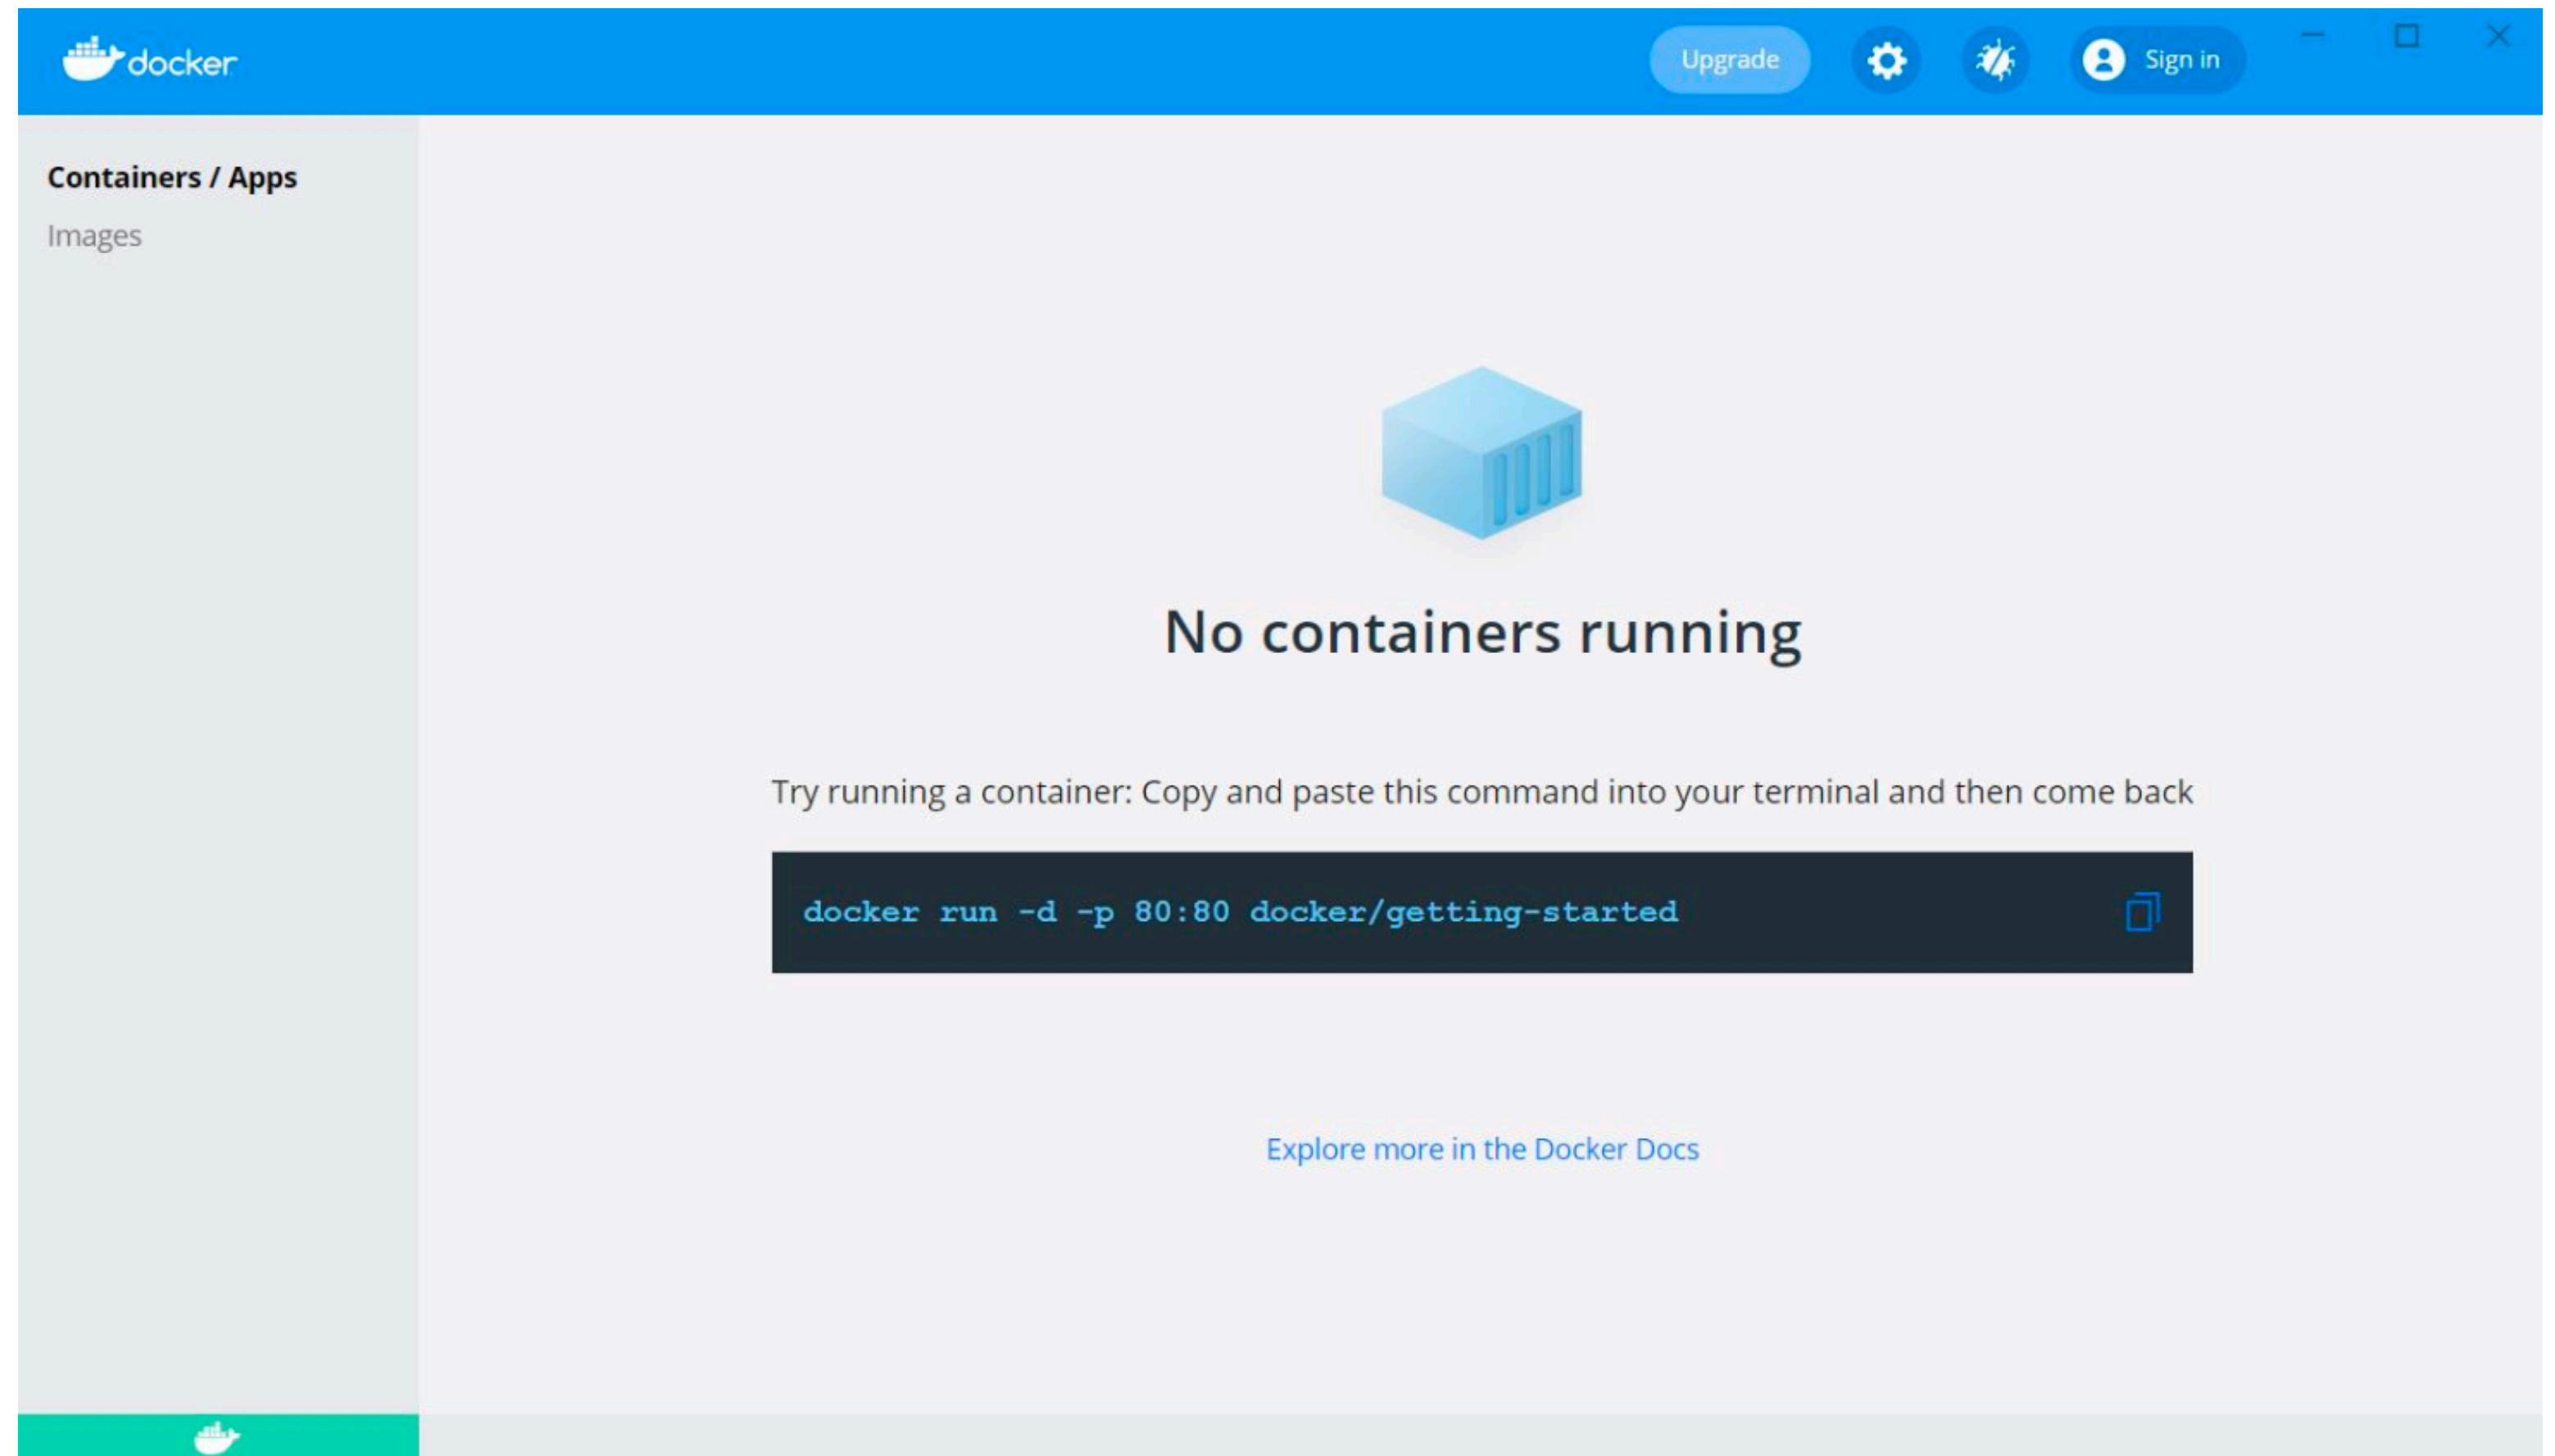 docker
Upgrade
Sign in
Containers / Apps
Images
No containers running
Try running a container: Copy and paste this command into your terminal and then come back
docker run -d -p 80:80 docker/getting-started
Explore more in the Docker Docs